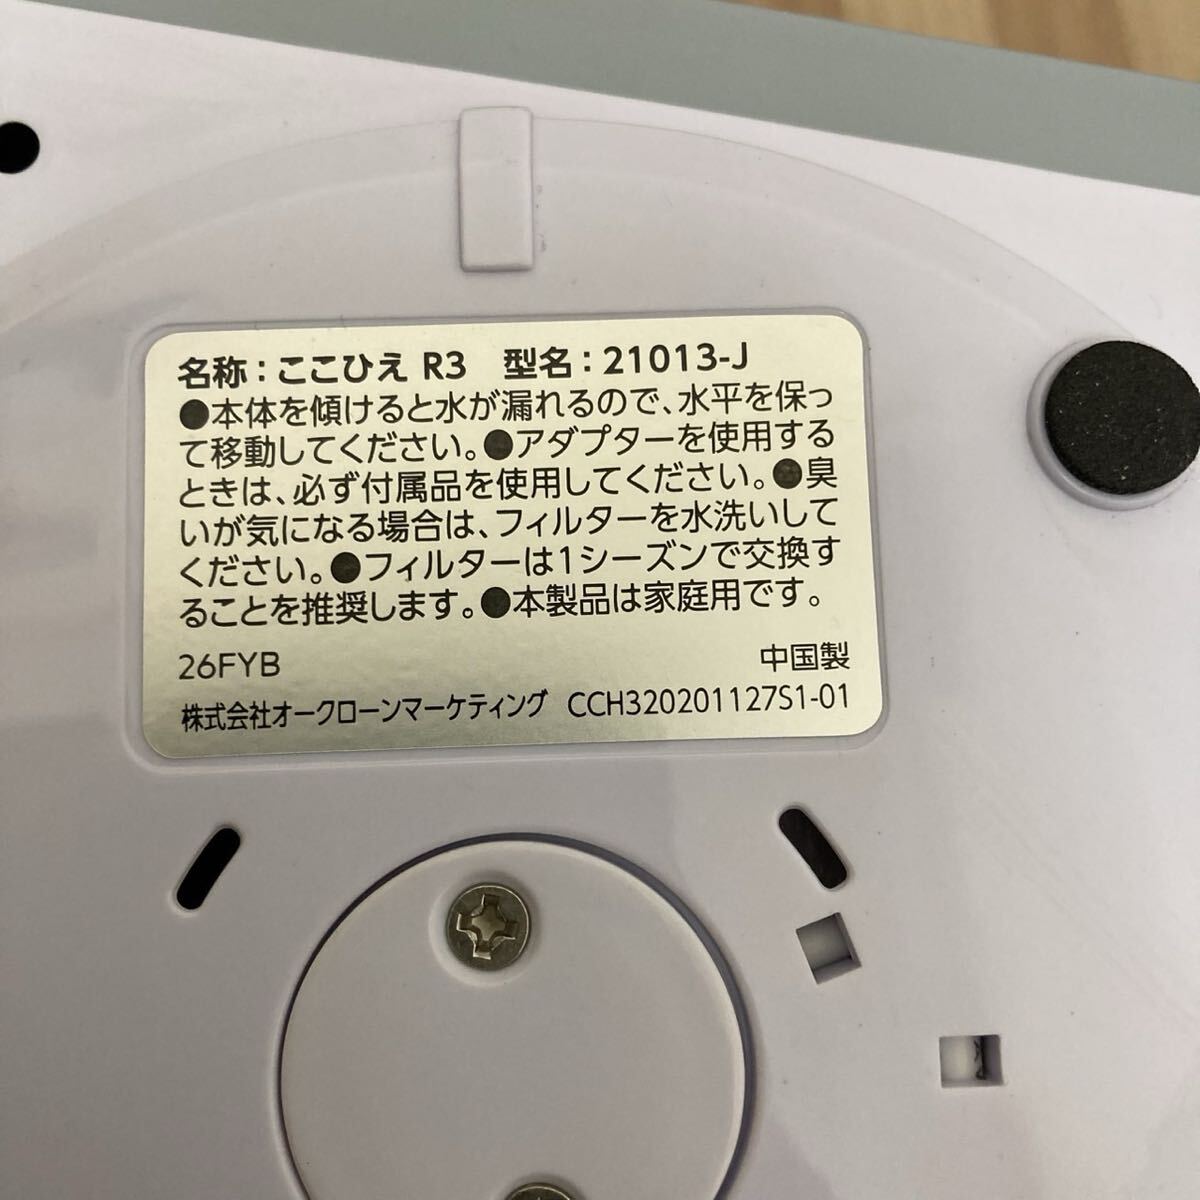 名称：ここひえ R3 型名：21013-J
●本体を傾けると水が漏れるので、水平を保っ
て移動してください。●アダプターを使用する
ときは、必ず付属品を使用してください。●臭
いが気になる場合は、フィルターを水洗いして
ください。●フィルターは1シーズンで交換す
ることを推奨します。●本製品は家庭用です。
26FYB 中国製
株式会社オークローンマーケティング CCH320201127S1-01